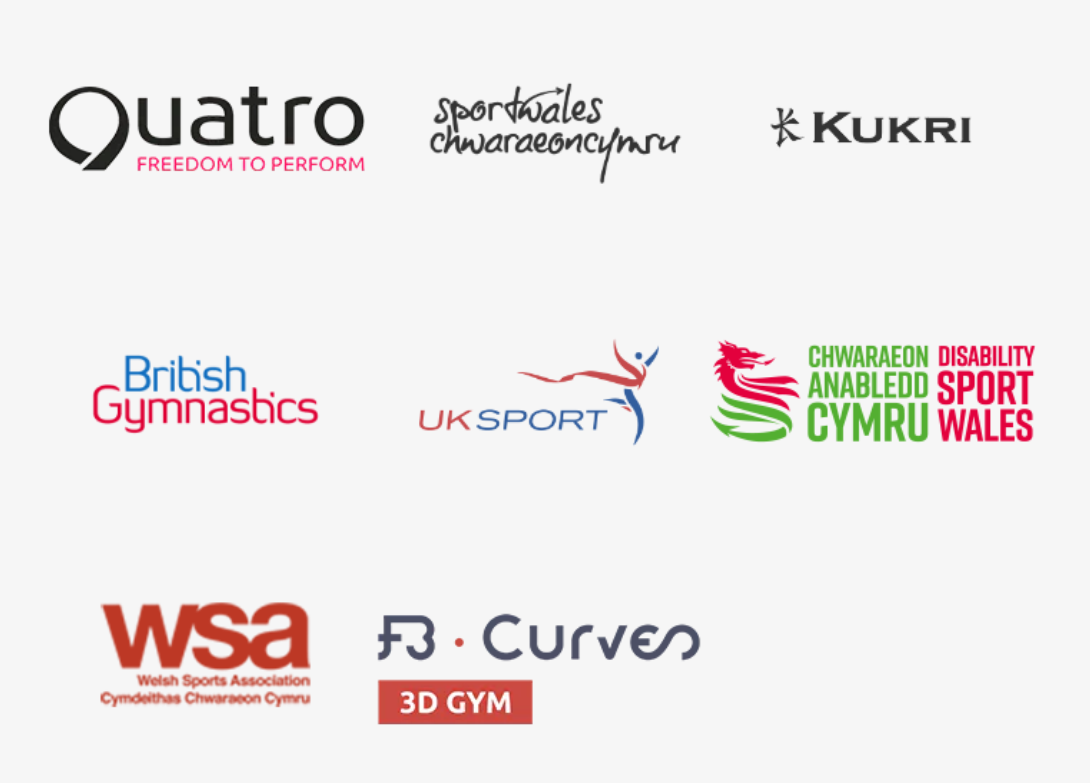 Quatro
FREEDOM TO PERFORM
sportwales
chwaraeoncymru
KUKRI
British
Gymnastics
UK SPORT
CHWARAEON
ANABLEDD
CYMRU
DISABILITY
SPORT
WALES
wsa
Welsh Sports Association
Cymdeithas Chwaraeon Cymru
F3 · Curves
3D GYM